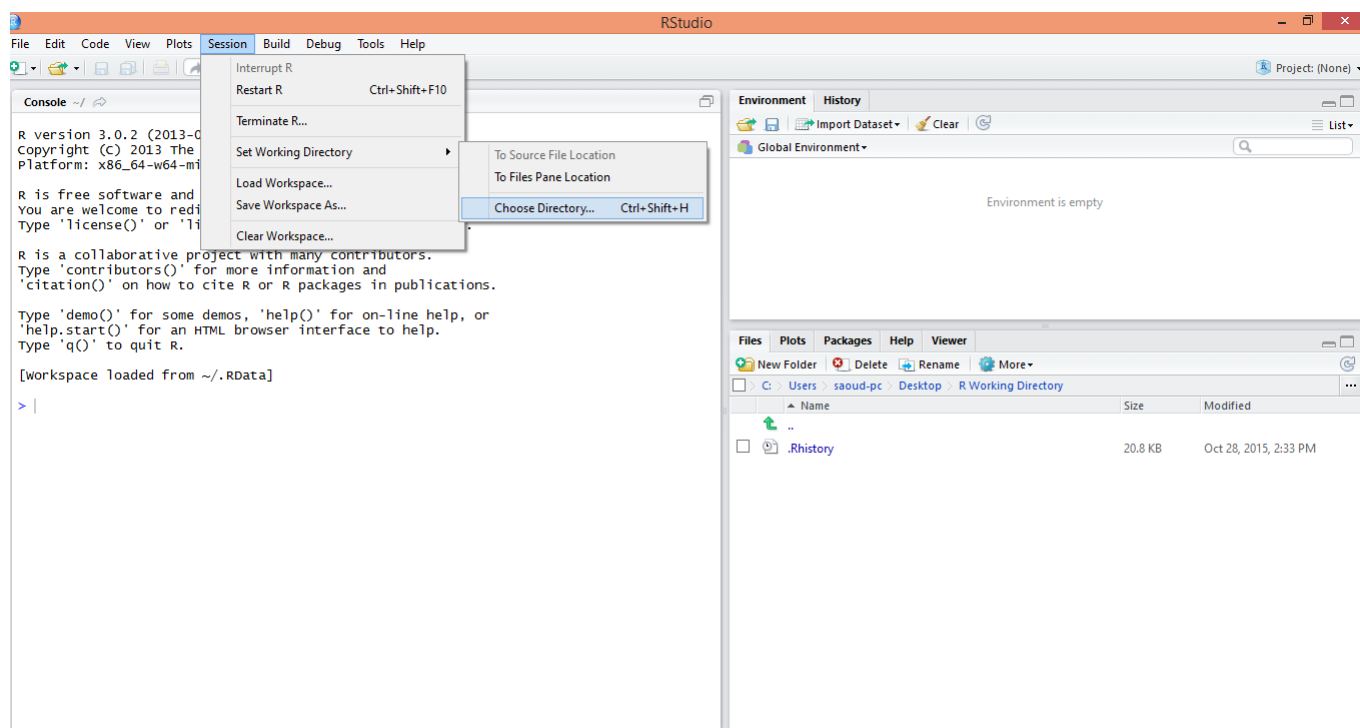 RStudio
File Edit Code View Plots Session Build Debug Tools Help
Project: (None)
Interrupt R
Restart R Ctrl+Shift+F10
Terminate R...
Set Working Directory
Load Workspace...
Save Workspace As...
Clear Workspace...
To Source File Location
To Files Pane Location
Choose Directory... Ctrl+Shift+H
Console ~/
R version 3.0.2 (2013-0
Copyright (C) 2013 The
Platform: x86_64-w64-mi
R is free software and
You are welcome to redi
Type 'license()' or 'li
R is a collaborative project with many contributors.
Type 'contributors()' for more information and
'citation()' on how to cite R or R packages in publications.
Type 'demo()' for some demos, 'help()' for on-line help, or
'help.start()' for an HTML browser interface to help.
Type 'q()' to quit R.
[Workspace loaded from ~/.RData]
>
Environment History
Import Dataset Clear List
Global Environment
Environment is empty
Files Plots Packages Help Viewer
New Folder Delete Rename More
C: Users saoud-pc Desktop R Working Directory
Name Size Modified
..
.Rhistory 20.8 KB Oct 28, 2015, 2:33 PM